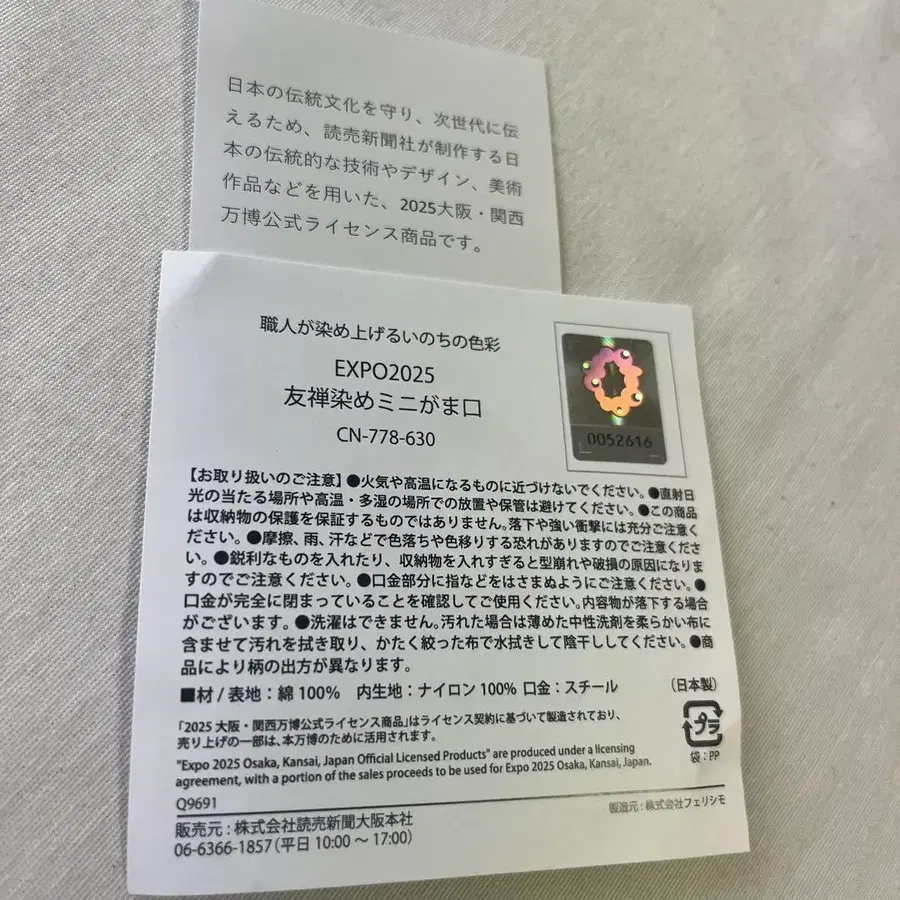 日本の伝統文化を守り、次世代に伝
えるため、読売新聞社が制作する日
本の伝統的な技術やデザイン、美術
作品などを用いた、2025大阪・関西
万博公式ライセンス商品です。
職人が染め上げるいのちの色彩
EXPO2025
友禅染めミニがま口
CN-778-630
0052616
【お取り扱いのご注意】●火気や高温になるものに近づけないでください。●直射日
光の当たる場所や高温・多湿の場所での放置や保管は避けてください。●この商品
は収納物の保護を保証するものではありません。落下や強い衝撃には充分ご注意く
ださい。●摩擦、雨、汗などで色落ちや色移りする恐れがありますのでご注意くださ
い。●鋭利なものを入れたり、収納物を入れすぎると型崩れや破損の原因になりま
すのでご注意ください。●口金部分に指などをはさまぬようにご注意ください。●
口金が完全に閉まっていることを確認してご使用ください。内容物が落下する場合
がございます。●洗濯はできません。汚れた場合は薄めた中性洗剤を柔らかい布に
含ませて汚れを拭き取り、かたく絞った布で水拭きして陰干ししてください。●商
品により柄の出方が異なります。
■材 / 表地：綿 100%　内生地：ナイロン 100%　口金：スチール　（日本製）
プラ
袋：PP
「2025 大阪・関西万博公式ライセンス商品」はライセンス契約に基づいて製造されており、
売り上げの一部は、本万博のために活用されます。
"Expo 2025 Osaka, Kansai, Japan Official Licensed Products" are produced under a licensing
agreement, with a portion of the sales proceeds to be used for Expo 2025 Osaka, Kansai, Japan.
Q9691
製造元：株式会社フェリシモ
販売元：株式会社読売新聞大阪本社
06-6366-1857（平日 10:00 ～ 17:00）